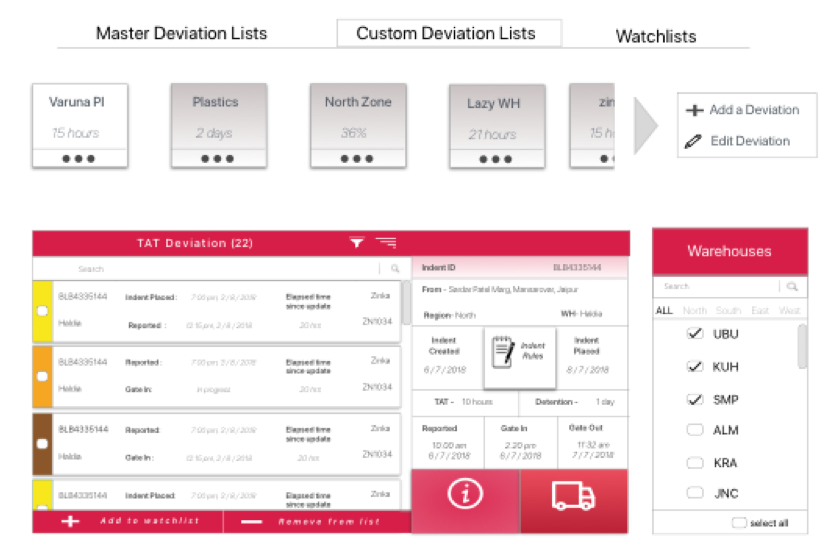 Master Deviation Lists
Custom Deviation Lists
Watchlists
Varuna PI
15 hours
Plastics
2 days
North Zone
36%
Lazy WH
21 hours
zin
15 h
Add a Deviation
Edit Deviation
TAT Deviation (22)
Search
BLB4335144 Indent Placed : 7:00 pm, 2 / 8 / 2018 Elapsed time since update Zinka
Haldia Reported : 12:15 pm, 2 / 8 / 2018 20 hrs ZN1034
BLB4335144 Reported : 7:00 pm, 2 / 8 / 2018 Elapsed time since update Zinka
Haldia Gate In: in progress 20 hrs ZN1034
BLB4335144 Reported: 7:00 pm, 2 / 8 / 2018 Elapsed time since update Zinka
Haldia Gate In : 12:15 pm, 2 / 8 / 2018 20 hrs ZN1034
BLB4335144 Indent Placed: 7:00 pm, 2 / 8 / 2018 Elapsed time since update Zinka
Add to watchlist
Remove from list
Indent ID BLB4335144
From - Sardar Patel Marg, Mansarovar, Jaipur
Region- North WH- Haldia
Indent Created
6 / 7 / 2018
Indent Rules
Indent Placed
8 / 7 / 2018
TAT - 10 hours Detention - 1 day
Reported Gate In Gate Out
10:00 am 2:20 pm 11:32 am
6 / 7 / 2018 6 / 7 / 2018 7 / 7 / 2018
Warehouses
Search
ALL North South East West
UBU
KUH
SMP
ALM
KRA
JNC
select all